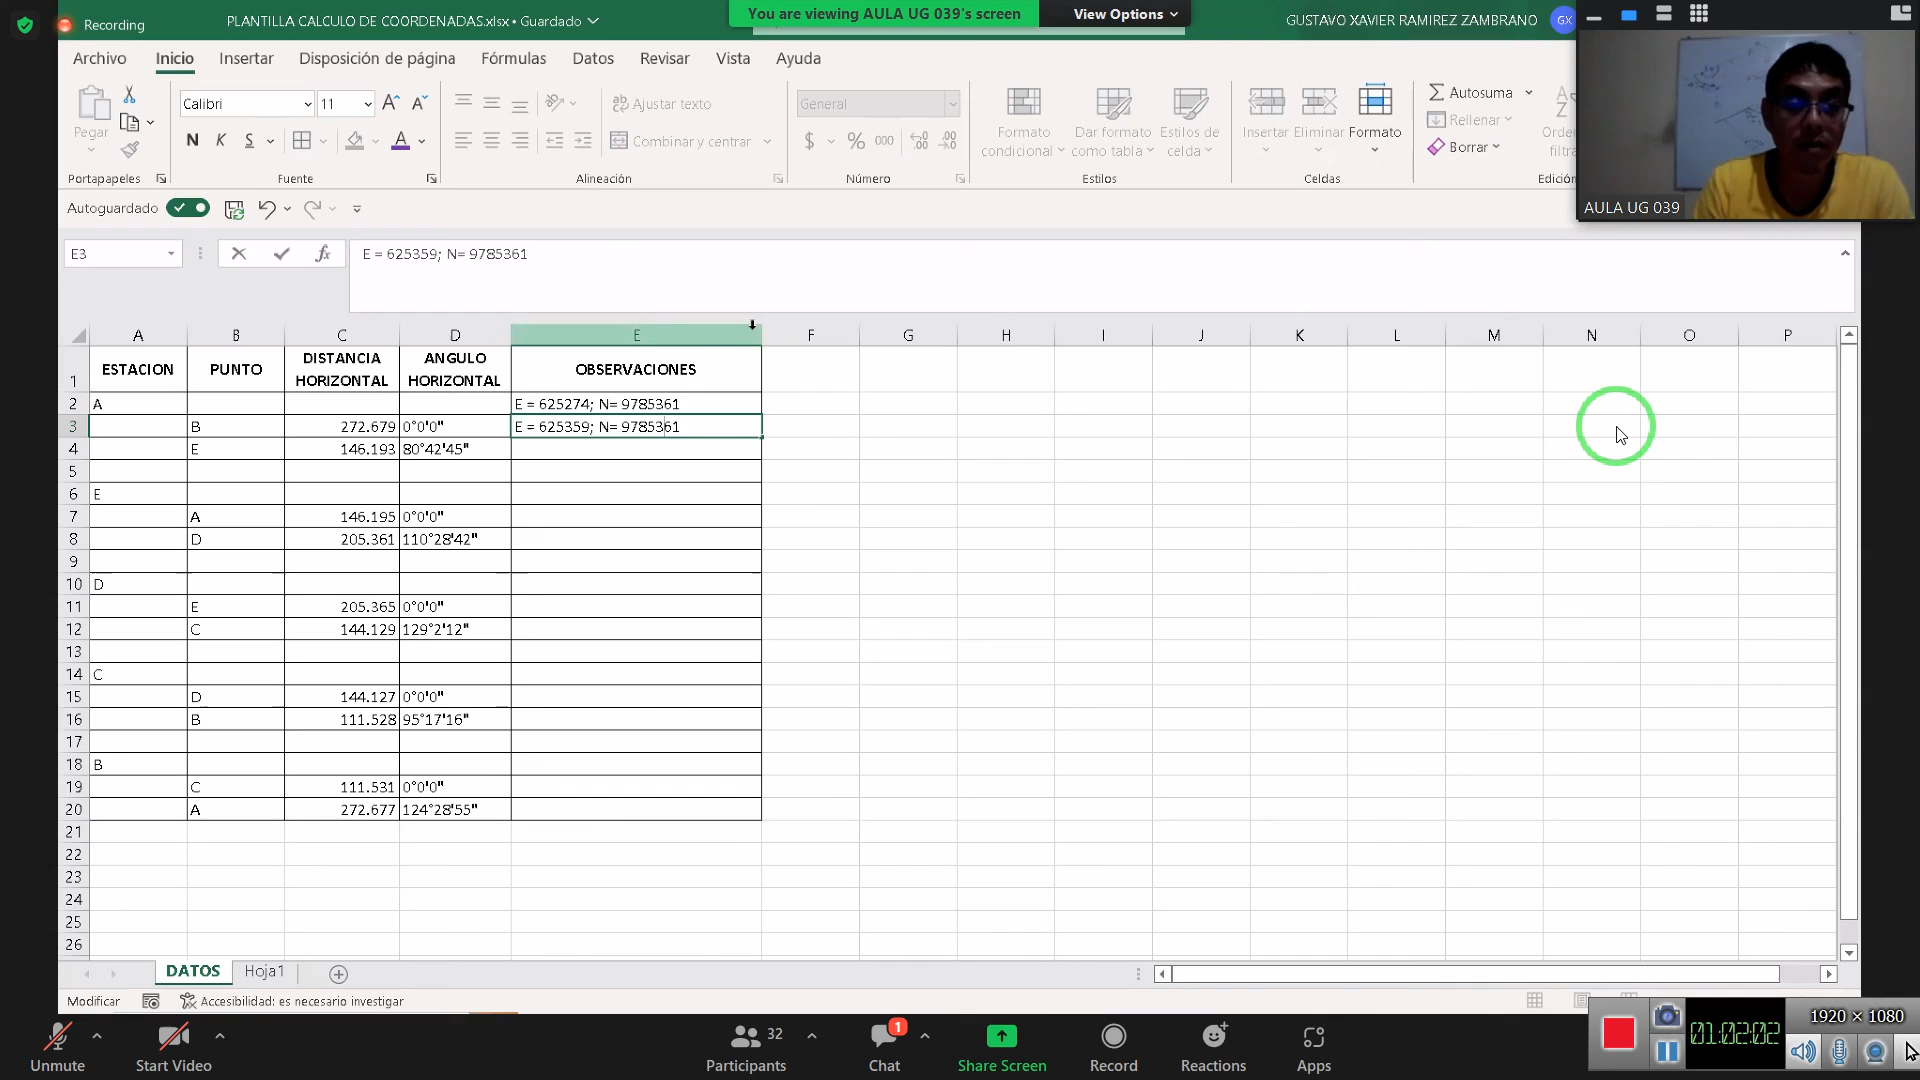 Recording
PLANTILLA CALCULO DE COORDENADAS.xlsx • Guardado
You are viewing AULA UG 039's screen
View Options
GUSTAVO XAVIER RAMIREZ ZAMBRANO
GX
Archivo
Inicio
Insertar
Disposición de página
Fórmulas
Datos
Revisar
Vista
Ayuda
Pegar
Portapapeles
Calibri
11
N K S
Fuente
Ajustar texto
Combinar y centrar
Alineación
General
$ % 000
Número
Formato condicional
Dar formato como tabla
Estilos de celda
Estilos
Insertar
Eliminar
Formato
Celdas
Autosuma
Rellenar
Borrar
Edición
AULA UG 039
Autoguardado
E3
fx
E = 625359; N= 9785361
A B C D E F G H I J K L M N O P
1 ESTACION PUNTO DISTANCIA HORIZONTAL ANGULO HORIZONTAL OBSERVACIONES
2 A E = 625274; N= 9785361
3 B 272.679 0°0'0" E = 625359; N= 9785361
4 E 146.193 80°42'45"
5
6 E
7 A 146.195 0°0'0"
8 D 205.361 110°28'42"
9
10 D
11 E 205.365 0°0'0"
12 C 144.129 129°2'12"
13
14 C
15 D 144.127 0°0'0"
16 B 111.528 95°17'16"
17
18 B
19 C 111.531 0°0'0"
20 A 272.677 124°28'55"
21
22
23
24
25
26
DATOS
Hoja1
Modificar
Accesibilidad: es necesario investigar
Unmute
Start Video
32
Participants
1
Chat
Share Screen
Record
Reactions
Apps
01:02:02
1920 × 1080